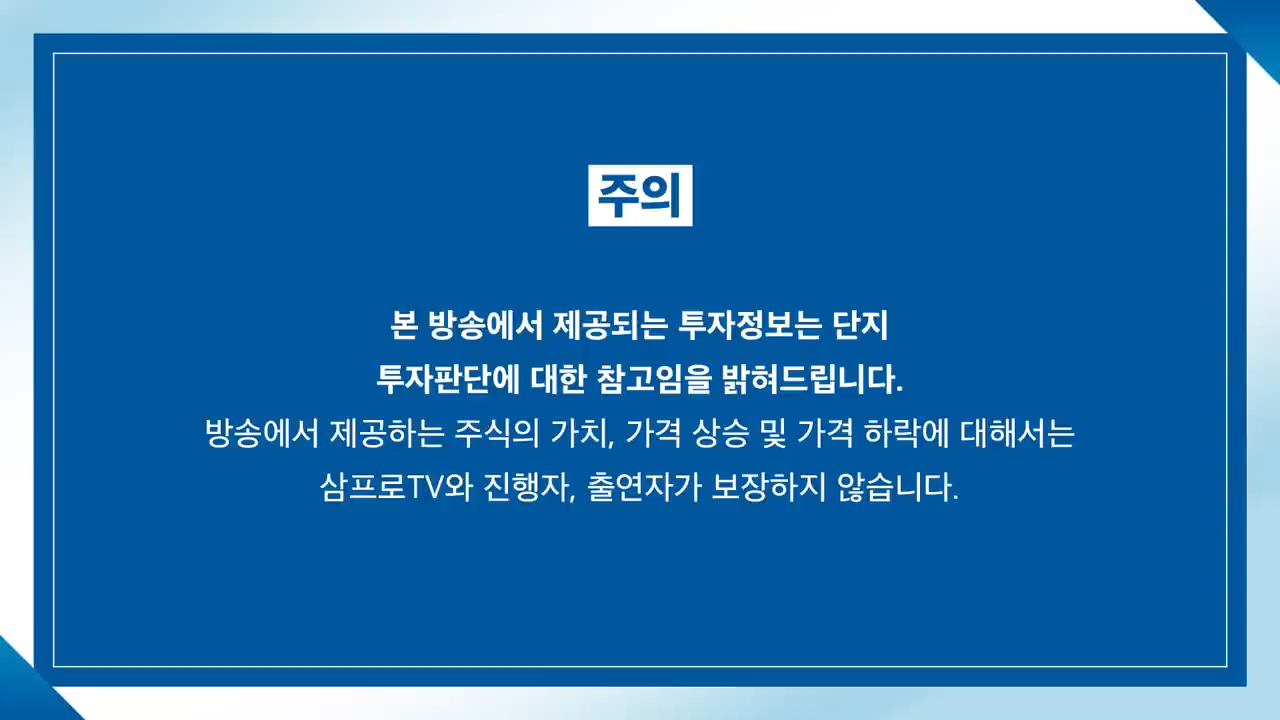 주의
본 방송에서 제공되는 투자정보는 단지
투자판단에 대한 참고임을 밝혀드립니다.
방송에서 제공하는 주식의 가치, 가격 상승 및 가격 하락에 대해서는
삼프로TV와 진행자, 출연자가 보장하지 않습니다.